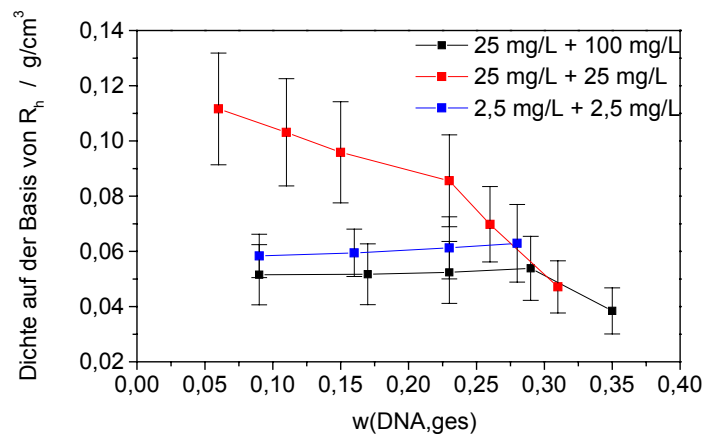 Dichte auf der Basis von R_h / g/cm³
0,14
0,12
0,10
0,08
0,06
0,04
0,02
25 mg/L + 100 mg/L
25 mg/L + 25 mg/L
2,5 mg/L + 2,5 mg/L
0,00 0,05 0,10 0,15 0,20 0,25 0,30 0,35 0,40
w(DNA,ges)